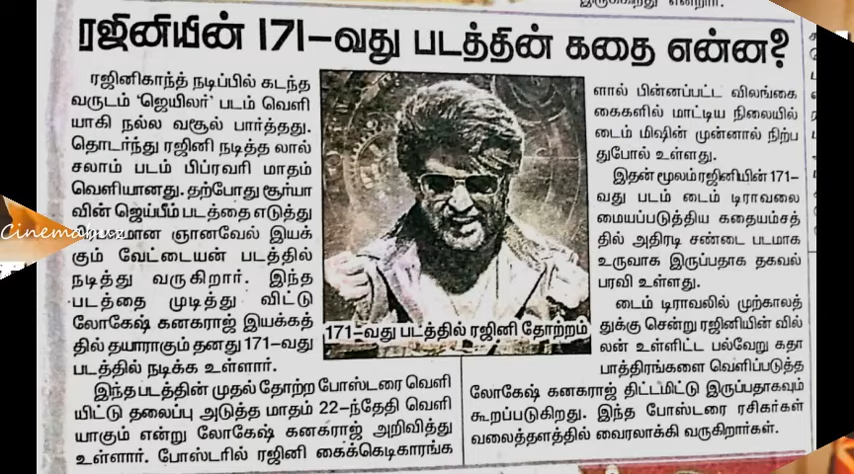 ரஜினியின் 171-வது படத்தின் கதை என்ன?
ரஜினிகாந்த் நடிப்பில் கடந்த
வருடம் 'ஜெயிலர்' படம் வெளி
யாகி நல்ல வசூல் பார்த்தது.
தொடர்ந்து ரஜினி நடித்த லால்
சலாம் படம் பிப்ரவரி மாதம்
வெளியானது. தற்போது சூர்யா
வின் ஜெய்பீம் படத்தை எடுத்து
ஞானவேல் இயக்
கும் வேட்டையன் படத்தில்
நடித்து வருகிறார். இந்த
படத்தை முடித்து விட்டு
லோகேஷ் கனகராஜ் இயக்கத்
தில் தயாராகும் தனது 171-வது
படத்தில் நடிக்க உள்ளார்.
இந்த படத்தின் முதல் தோற்ற போஸ்டரை வெளி
யிட்டு தலைப்பு அடுத்த மாதம் 22-ந்தேதி வெளி
யாகும் என்று லோகேஷ் கனகராஜ் அறிவித்து
உள்ளார். போஸ்டரில் ரஜினி கைக்கெடிகாரங்க
171-வது படத்தில் ரஜினி தோற்றம்
ளால் பின்னப்பட்ட விலங்கை
கைகளில் மாட்டிய நிலையில்
டைம் மிஷின் முன்னால் நிற்ப
துபோல் உள்ளது.
இதன் மூலம் ரஜினியின் 171-
வது படம் டைம் டிராவலை
மையப்படுத்திய கதையம்சத்
தில் அதிரடி சண்டை படமாக
உருவாக இருப்பதாக தகவல்
பரவி உள்ளது.
டைம் டிராவலில் முற்காலத்
துக்கு சென்று ரஜினியின் வில்
லன் உள்ளிட்ட பல்வேறு கதா
பாத்திரங்களை வெளிப்படுத்த
லோகேஷ் கனகராஜ் திட்டமிட்டு இருப்பதாகவும்
கூறப்படுகிறது. இந்த போஸ்டரை ரசிகர்கள்
வலைத்தளத்தில் வைரலாக்கி வருகிறார்கள்.